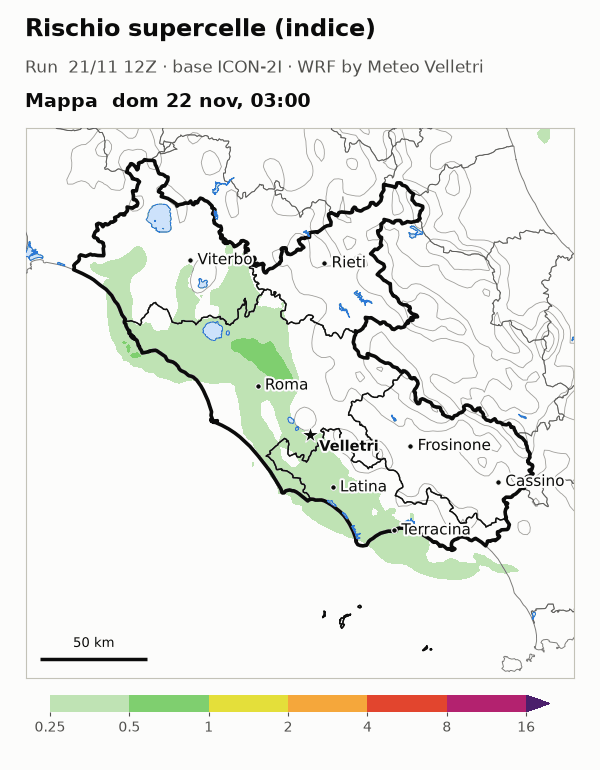 Rischio supercelle (indice)
Run  21/11 12Z · base ICON-2I · WRF by Meteo Velletri
Mappa  dom 22 nov, 03:00
Viterbo
Rieti
Roma
Velletri
Frosinone
Latina
Cassino
Terracina
50 km
0.25 0.5 1 2 4 8 16